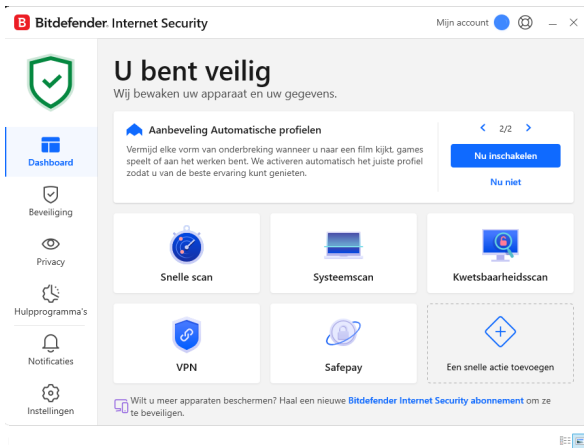 B Bitdefender. Internet Security
Mijn account
U bent veilig
Wij bewaken uw apparaat en uw gegevens.
Aanbeveling Automatische profielen
Vermijd elke vorm van onderbreking wanneer u naar een film kijkt, games
speelt of aan het werken bent. We activeren automatisch het juiste profiel
zodat u van de beste ervaring kunt genieten.
2/2
Nu inschakelen
Nu niet
Dashboard
Beveiliging
Privacy
Hulpprogramma's
Notificaties
Instellingen
Snelle scan
Systeemscan
Kwetsbaarheidsscan
VPN
Safepay
Een snelle actie toevoegen
Wilt u meer apparaten beschermen? Haal een nieuwe Bitdefender Internet Security abonnement om ze
te beveiligen.